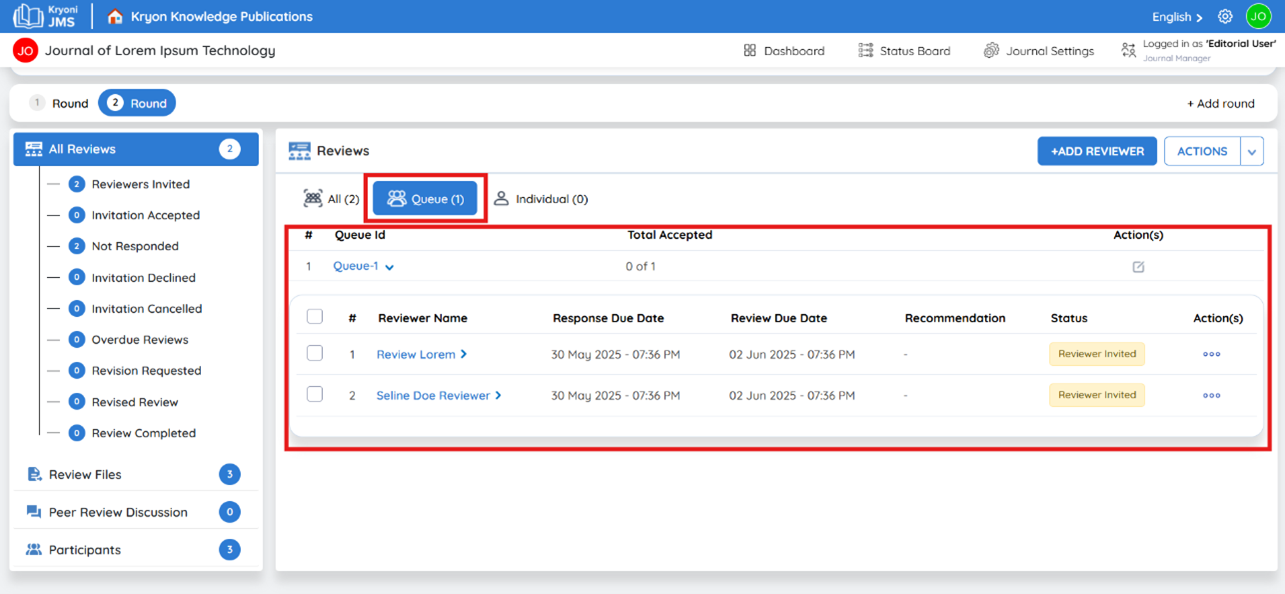 Kryoni JMS Kryon Knowledge Publications English JO
JO Journal of Lorem Ipsum Technology Dashboard Status Board Journal Settings Logged in as 'Editorial User'
Journal Manager
1 Round 2 Round + Add round
All Reviews 2
2 Reviewers Invited
0 Invitation Accepted
2 Not Responded
0 Invitation Declined
0 Invitation Cancelled
0 Overdue Reviews
0 Revision Requested
0 Revised Review
0 Review Completed
Review Files 3
Peer Review Discussion 0
Participants 3
Reviews +ADD REVIEWER ACTIONS
All (2) Queue (1) Individual (0)
# Queue Id Total Accepted Action(s)
1 Queue-1 0 of 1
# Reviewer Name Response Due Date Review Due Date Recommendation Status Action(s)
1 Review Lorem 30 May 2025 - 07:36 PM 02 Jun 2025 - 07:36 PM - Reviewer Invited
2 Seline Doe Reviewer 30 May 2025 - 07:36 PM 02 Jun 2025 - 07:36 PM - Reviewer Invited